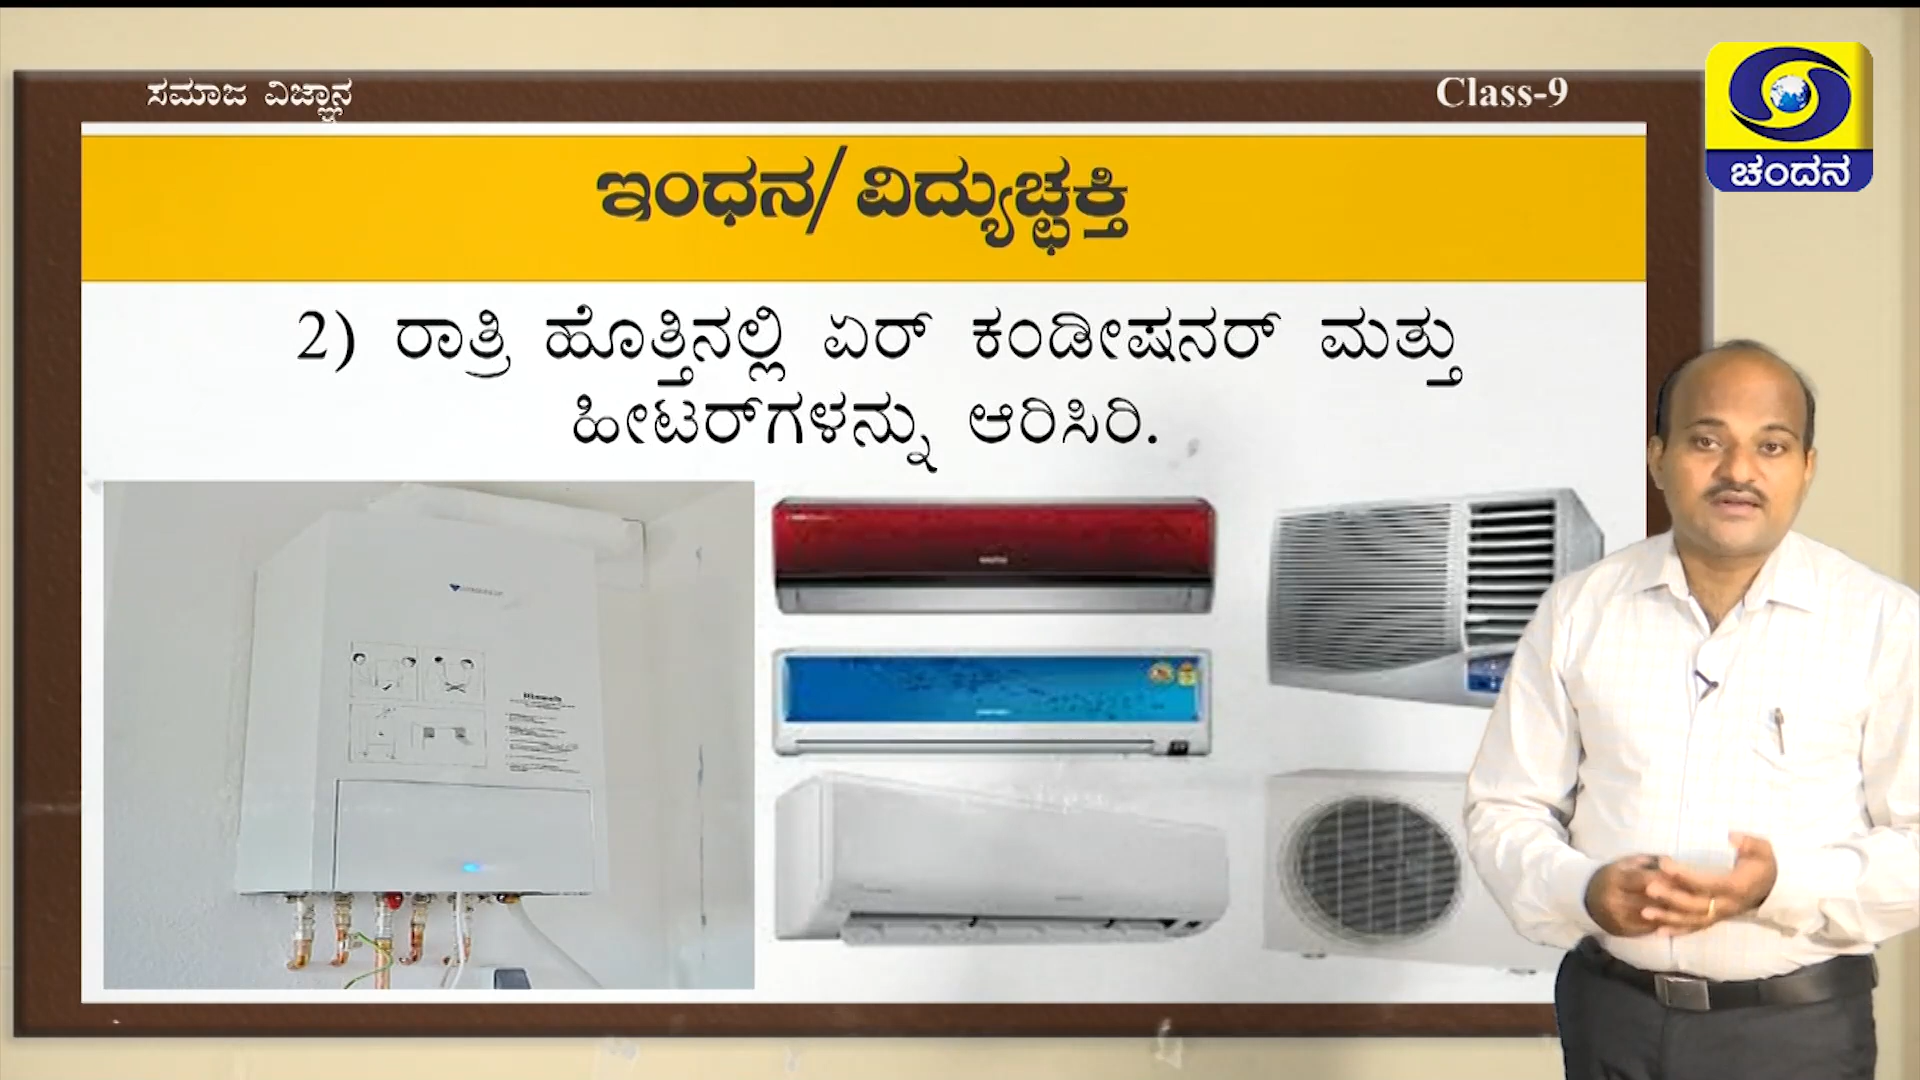 ಸಮಾಜ ವಿಜ್ಞಾನ
Class-9
ಚಂದನ
ಇಂಧನ/ ವಿದ್ಯುಚ್ಛಕ್ತಿ
2) ರಾತ್ರಿ ಹೊತ್ತಿನಲ್ಲಿ ಏರ್ ಕಂಡೀಷನರ್ ಮತ್ತು
ಹೀಟರ್‌ಗಳನ್ನು ಆರಿಸಿರಿ.